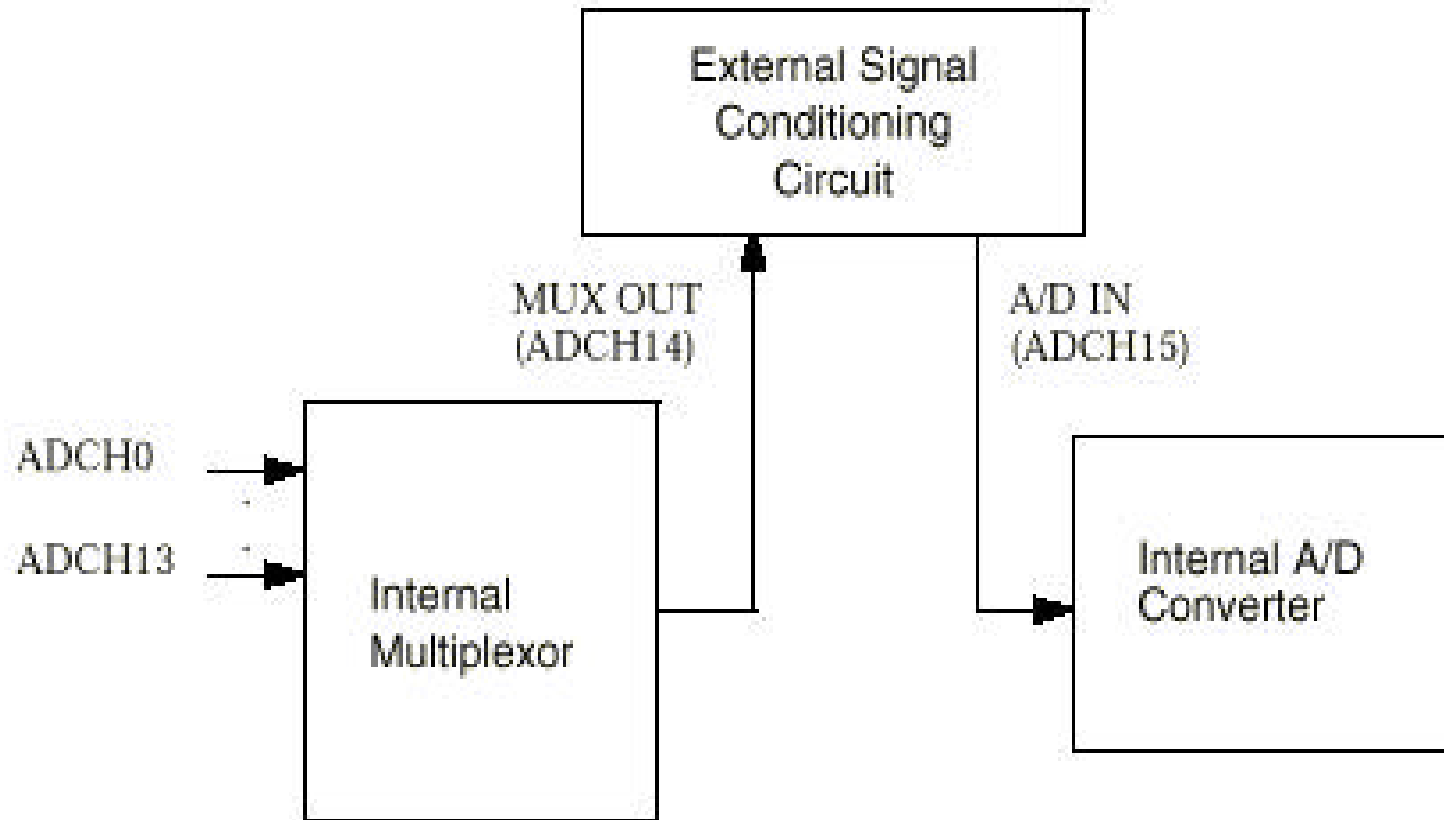 External Signal
Conditioning
Circuit
MUX OUT
(ADCH14)
A/D IN
(ADCH15)
ADCH0
ADCH13
Internal
Multiplexor
Internal A/D
Converter